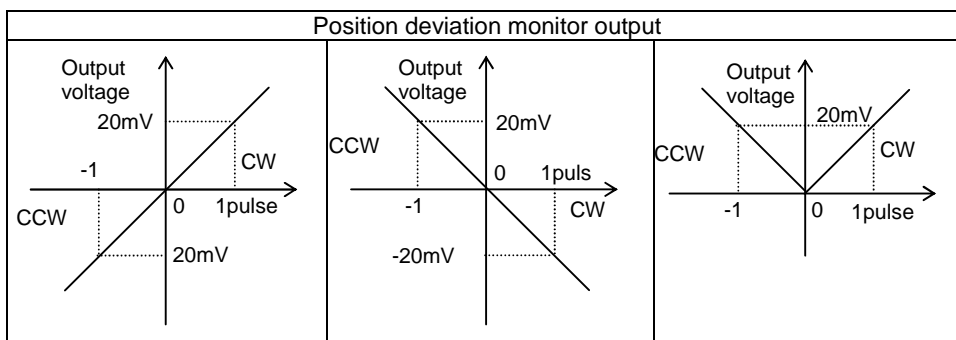 Position deviation monitor output
Output
voltage
20mV
-1
CW
CCW
0
1pulse
20mV
Output
voltage
20mV
CCW
0
1puls
-1
CW
-20mV
Output
voltage
20mV
CCW
CW
-1
0
1pulse